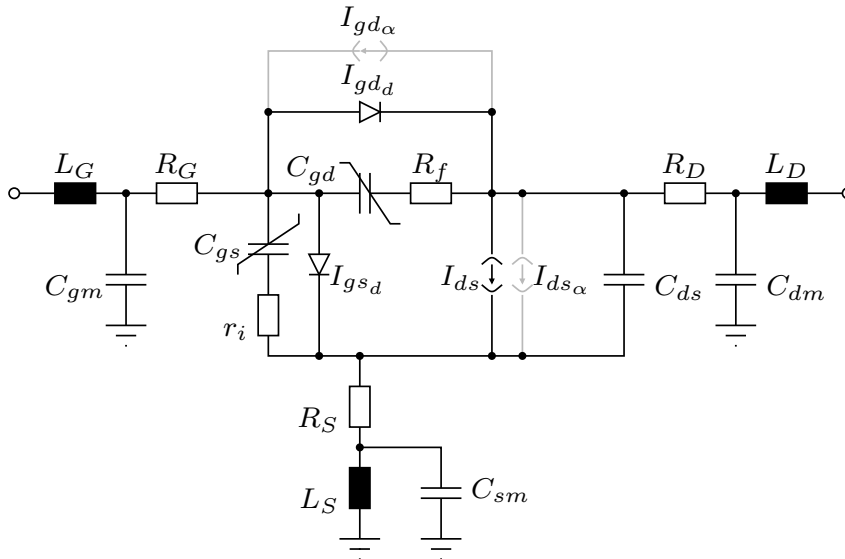 I_{gd_α}
I_{gd_d}
L_G R_G C_{gd} R_f R_D L_D
C_{gs} I_{gs_d} I_{ds} I_{ds_α} C_{ds} C_{dm}
C_{gm}
r_i
R_S
L_S C_{sm}